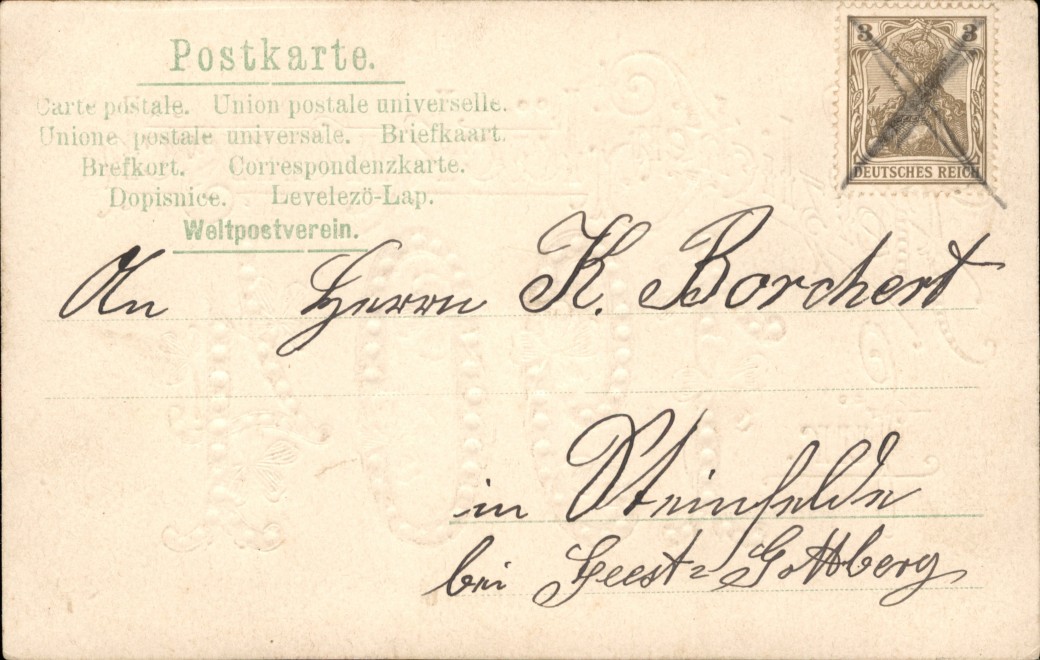 Postkarte.
3 3
DEUTSCHES REICH
Carte postale. Union postale universelle.
Unione postale universale. Briefkaart.
Brefkort. Correspondenzkarte.
Dopisnice. Levelezö-Lap.
Weltpostverein.
An Herrn K. Borchert
in Steinfelde
bei Geest=Gottberg